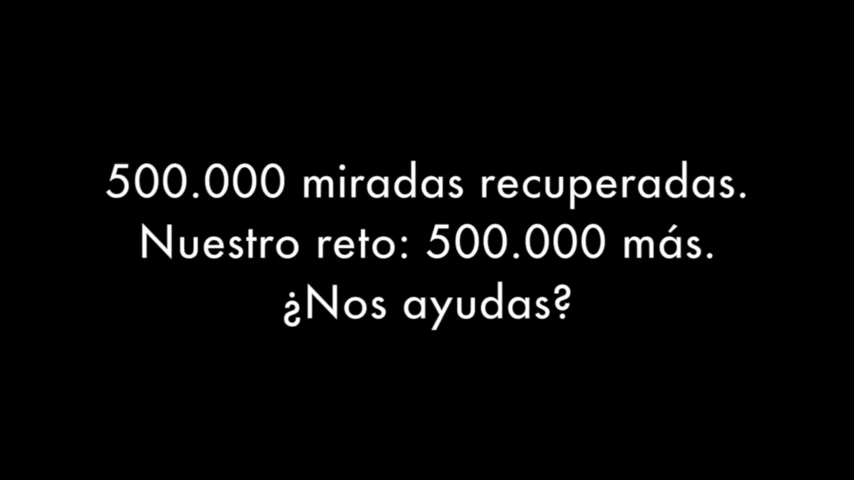 500.000 miradas recuperadas.
Nuestro reto: 500.000 más.
¿Nos ayudas?